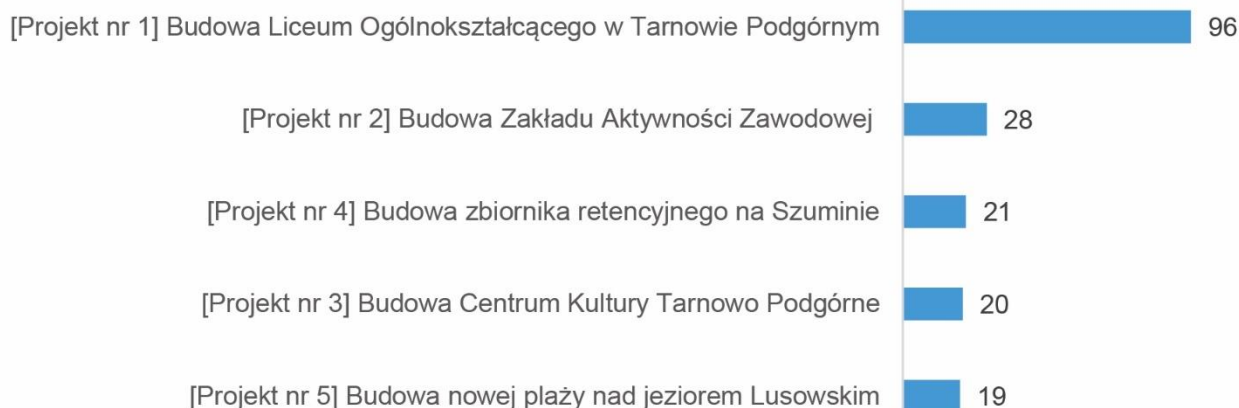 [Projekt nr 1] Budowa Liceum Ogólnokształcącego w Tarnowie Podgórnym 96
[Projekt nr 2] Budowa Zakładu Aktywności Zawodowej 28
[Projekt nr 4] Budowa zbiornika retencyjnego na Szuminie 21
[Projekt nr 3] Budowa Centrum Kultury Tarnowo Podgórne 20
[Projekt nr 5] Budowa nowej plaży nad jeziorem Lusowskim 19